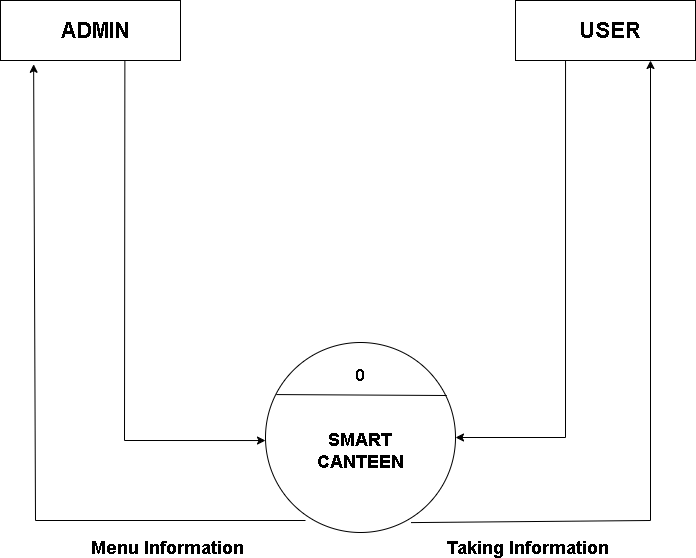 ADMIN
USER
0
SMART
CANTEEN
Menu Information
Taking Information